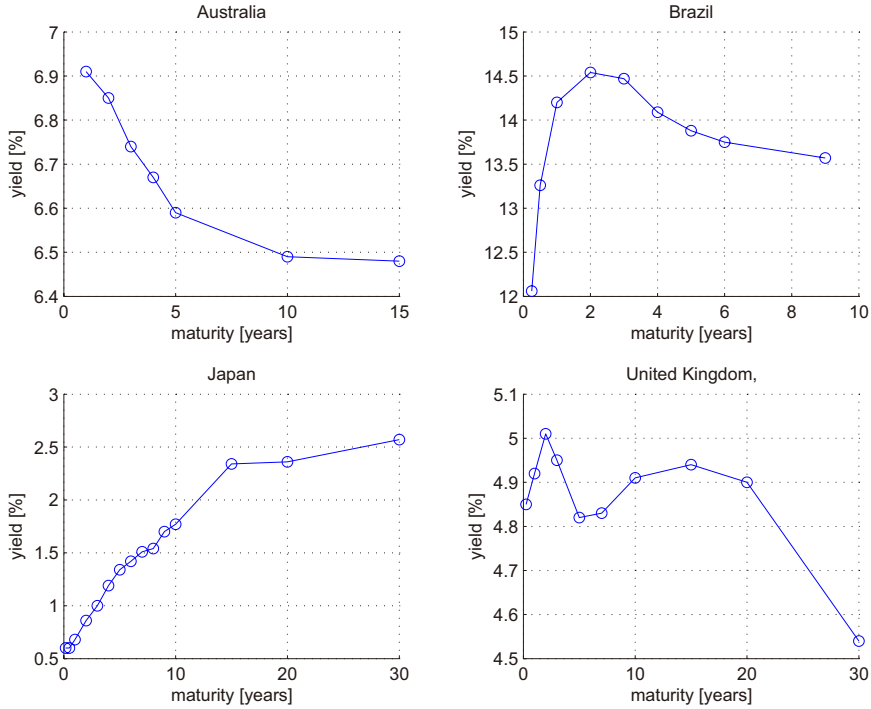 Australia
7
6.9
6.8
6.7
6.6
6.5
6.4
yield [%]
0 5 10 15
maturity [years]
Brazil
15
14.5
14
13.5
13
12.5
12
yield [%]
0 2 4 6 8 10
maturity [years]
Japan
3
2.5
2
1.5
1
0.5
yield [%]
0 10 20 30
maturity [years]
United Kingdom,
5.1
5
4.9
4.8
4.7
4.6
4.5
yield [%]
0 10 20 30
maturity [years]